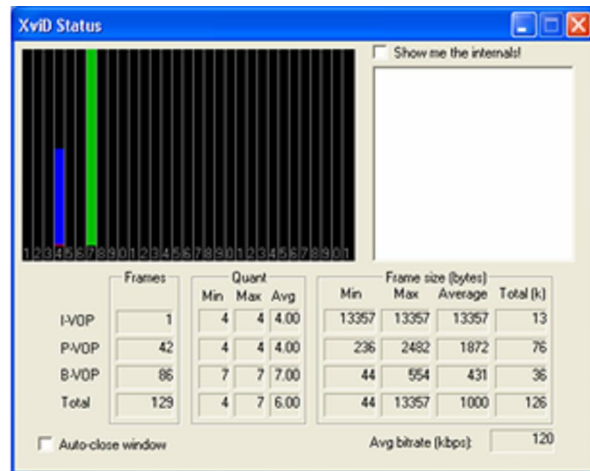 XviD Status
Show me the internals!
1234567890123456789012345678901
Frames Quant Frame size (bytes)
Min Max Avg Min Max Average Total (k)
I-VOP 1 4 4 4.00 13357 13357 13357 13
P-VOP 42 4 4 4.00 236 2482 1872 76
B-VOP 86 7 7 7.00 44 554 431 36
Total 129 4 7 6.00 44 13357 1000 126
Auto-close window Avg bitrate (kbps): 120